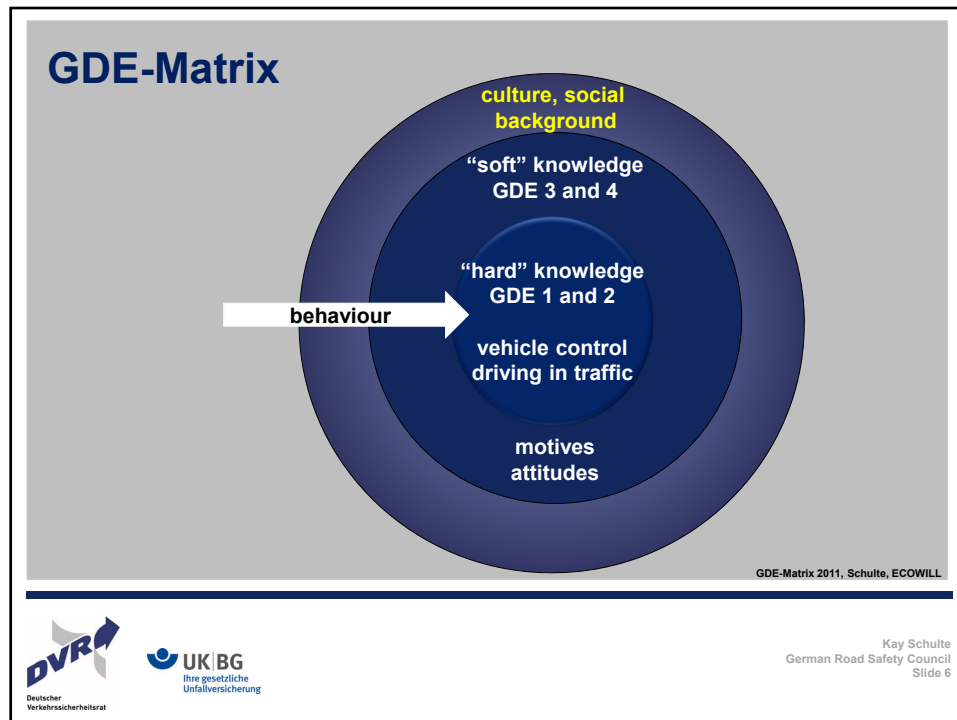 GDE-Matrix
culture, social
background
“soft” knowledge
GDE 3 and 4
“hard” knowledge
GDE 1 and 2
behaviour
vehicle control
driving in traffic
motives
attitudes
GDE-Matrix 2011, Schulte, ECOWILL
DVR
Deutscher
Verkehrssicherheitsrat
UK|BG
Ihre gesetzliche
Unfallversicherung
Kay Schulte
German Road Safety Council
Slide 6